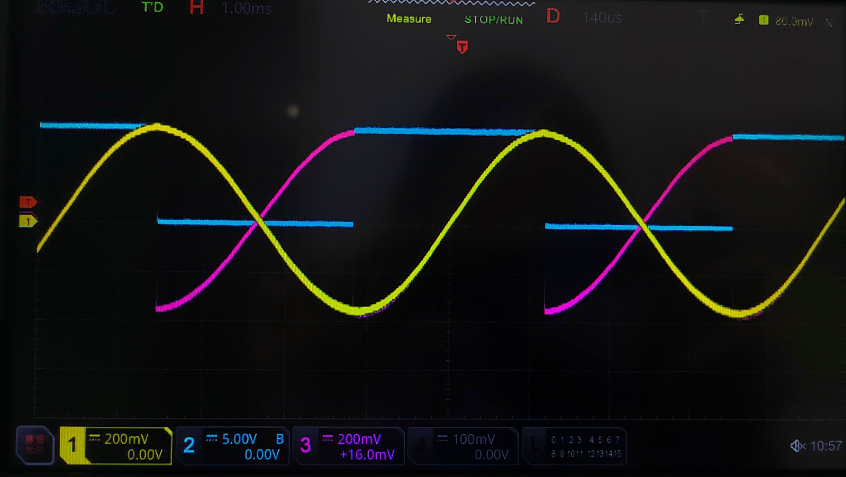 T'D H 1.00ms D -140us T 1 80.0mV N
Measure STOP/RUN
T
T
1
1 200mV 2 5.00V B 3 200mV 4 100mV L 0 1 2 3 4 5 6 7
0.00V 0.00V +16.0mV 0.00V 8 9 10 11 12 13 14 15
10:57